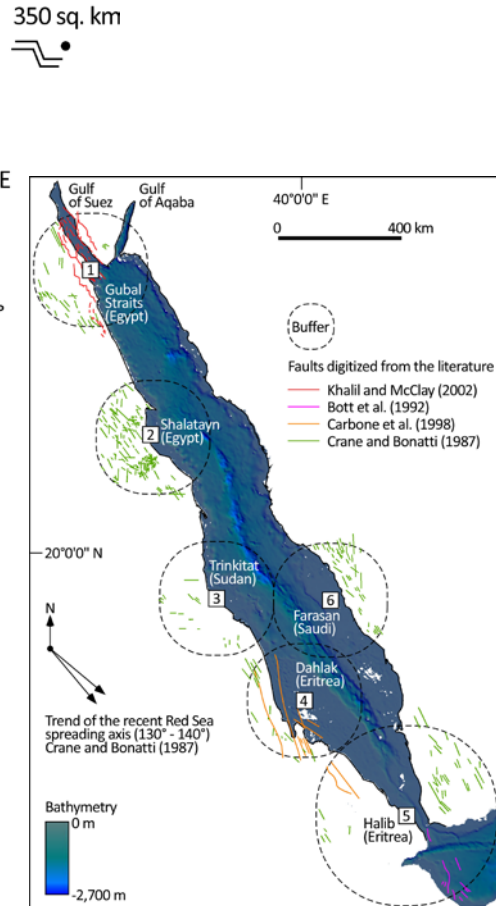 350 sq. km
E
Gulf
of Suez
Gulf
of Aqaba
40°0'0" E
0 400 km
1
Gubal
Straits
(Egypt)
Buffer
Faults digitized from the literature
Khalil and McClay (2002)
Bott et al. (1992)
Carbone et al. (1998)
Crane and Bonatti (1987)
2
Shalatayn
(Egypt)
20°0'0" N
Trinkitat
(Sudan)
3
6
Farasan
(Saudi)
N
Dahlak
(Eritrea)
4
Trend of the recent Red Sea
spreading axis (130° - 140°)
Crane and Bonatti (1987)
Bathymetry
0 m
-2,700 m
5
Halib
(Eritrea)